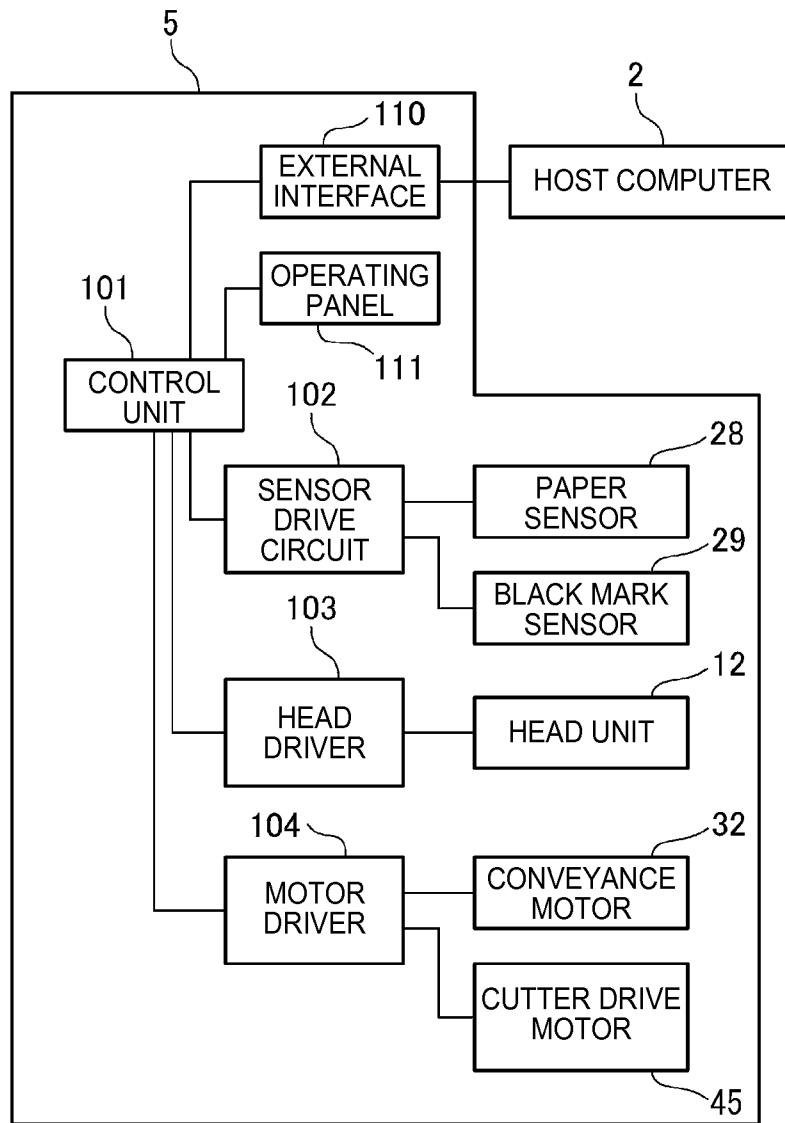 5
2
110
EXTERNAL
INTERFACE
HOST COMPUTER
OPERATING
PANEL
111
101
CONTROL
UNIT
102
SENSOR
DRIVE
CIRCUIT
28
PAPER
SENSOR
29
BLACK MARK
SENSOR
103
HEAD
DRIVER
12
HEAD UNIT
104
MOTOR
DRIVER
32
CONVEYANCE
MOTOR
CUTTER DRIVE
MOTOR
45